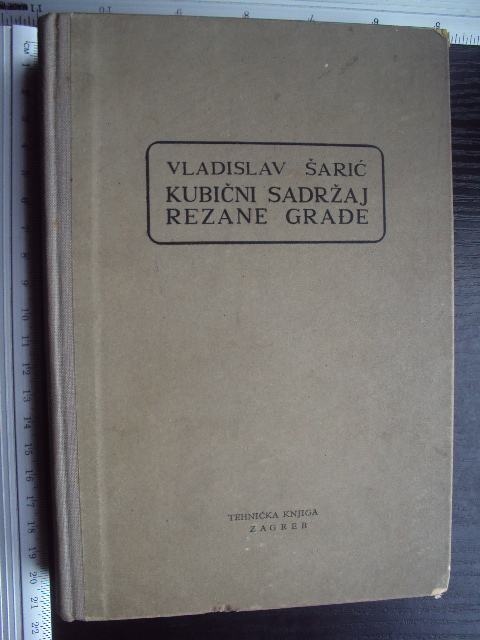 VLADISLAV ŠARIĆ
KUBIČNI SADRŽAJ
REZANE GRAĐE
TEHNIČKA KNJIGA
ZAGREB